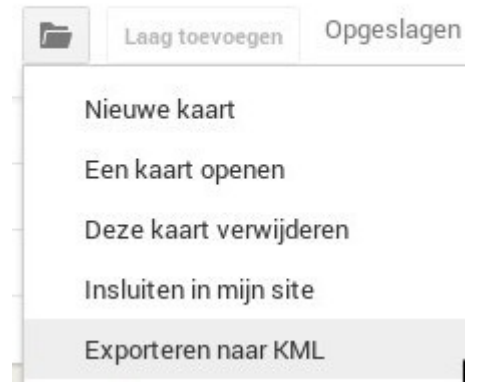 Laag toevoegen Opgeslagen
Nieuwe kaart
Een kaart openen
Deze kaart verwijderen
Insluiten in mijn site
Exporteren naar KML